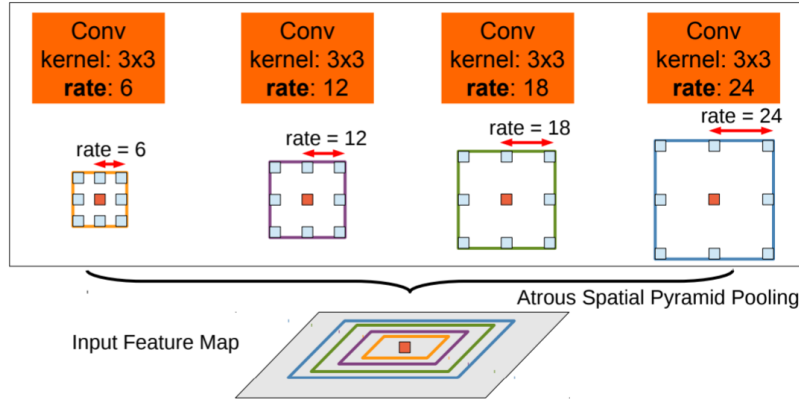 Conv
kernel: 3x3
rate: 6
Conv
kernel: 3x3
rate: 12
Conv
kernel: 3x3
rate: 18
Conv
kernel: 3x3
rate: 24
rate = 6
rate = 12
rate = 18
rate = 24
Atrous Spatial Pyramid Pooling
Input Feature Map